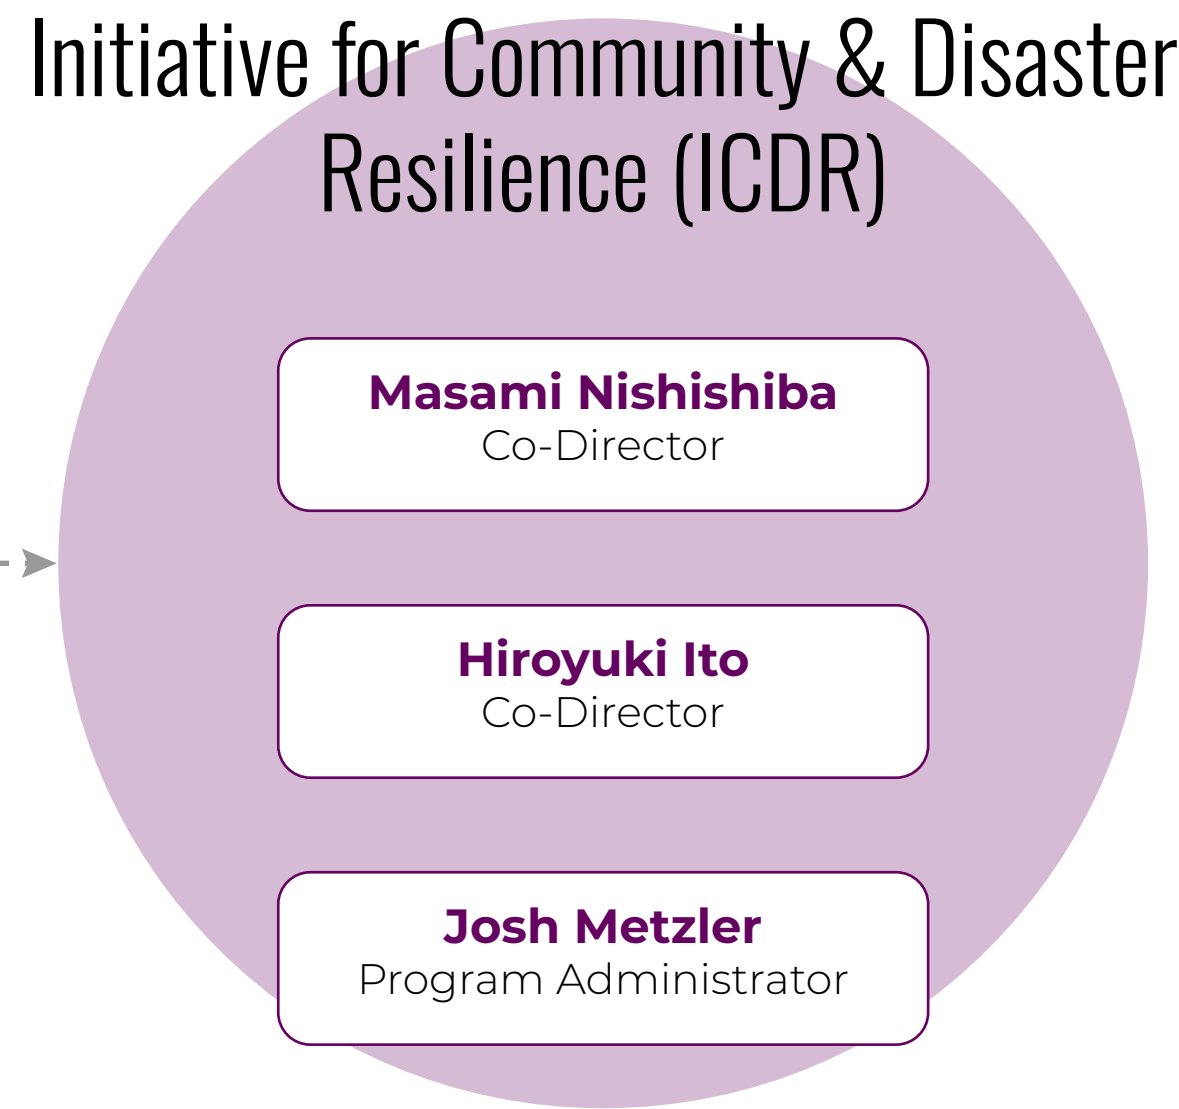 Initiative for Community & Disaster
Resilience (ICDR)
Masami Nishishiba
Co-Director
Hiroyuki Ito
Co-Director
Josh Metzler
Program Administrator